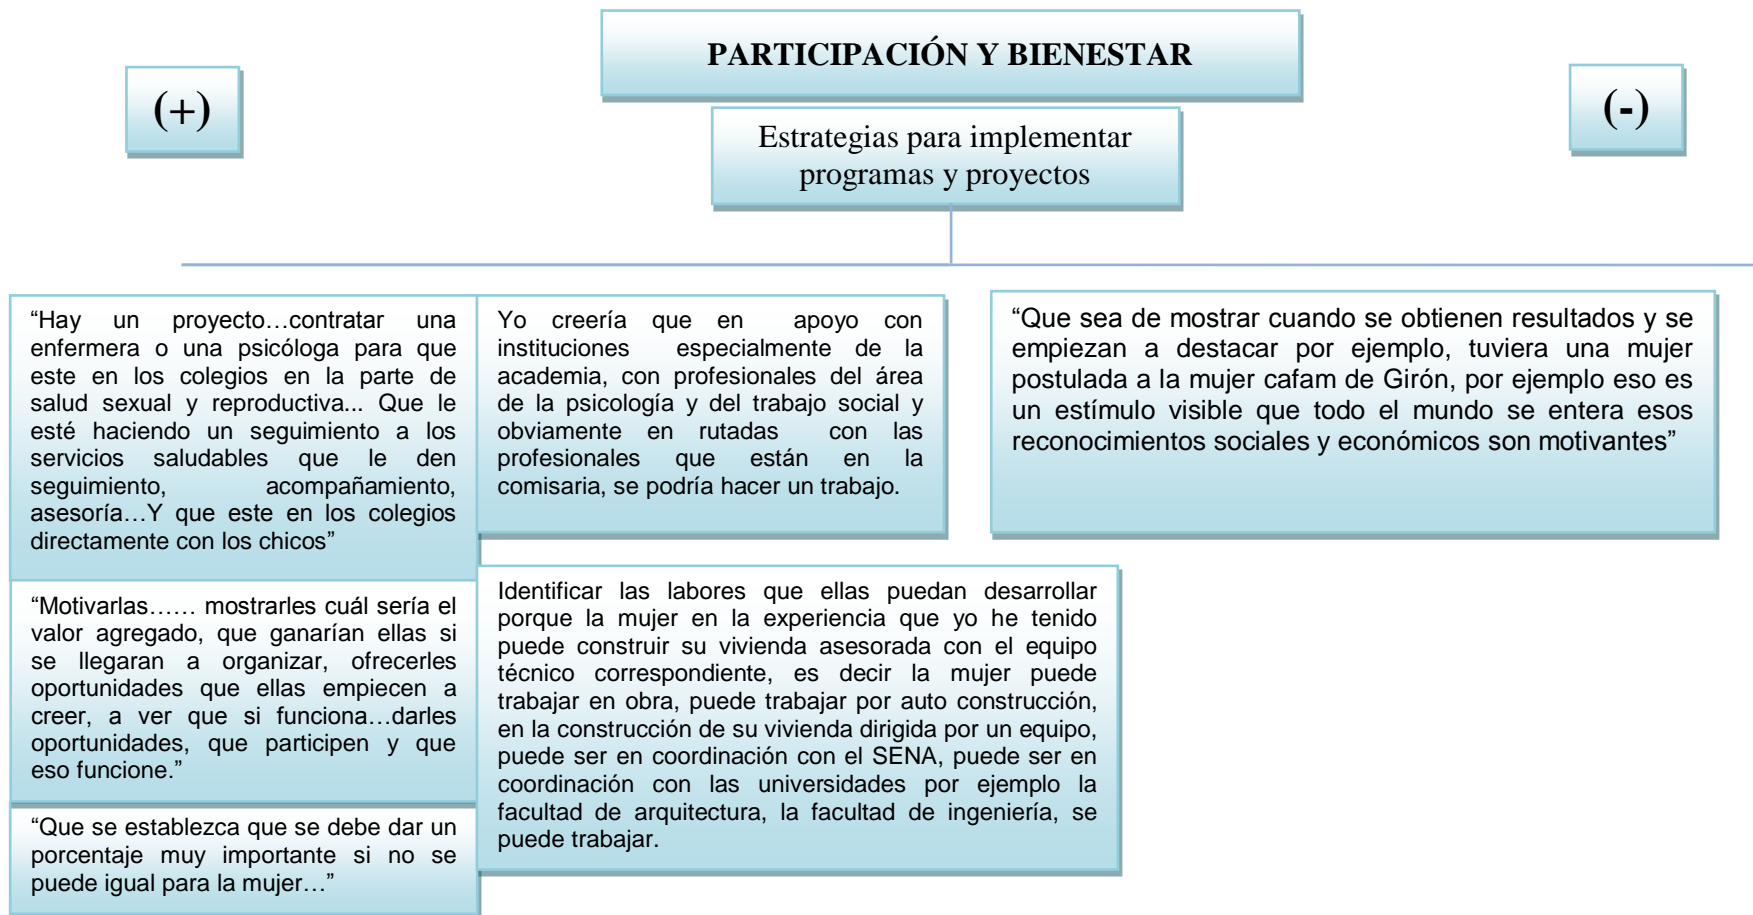 PARTICIPACIÓN Y BIENESTAR
(+)
(-)
Estrategias para implementar
programas y proyectos
“Hay un proyecto…contratar una
enfermera o una psicóloga para que
este en los colegios en la parte de
salud sexual y reproductiva... Que le
esté haciendo un seguimiento a los
servicios saludables que le den
seguimiento, acompañamiento,
asesoría…Y que este en los colegios
directamente con los chicos”
“Motivarlas…… mostrarles cuál sería el
valor agregado, que ganarían ellas si
se llegaran a organizar, ofrecerles
oportunidades que ellas empiecen a
creer, a ver que si funciona…darles
oportunidades, que participen y que
eso funcione.”
“Que se establezca que se debe dar un
porcentaje muy importante si no se
puede igual para la mujer…”
Yo creería que en apoyo con
instituciones especialmente de la
academia, con profesionales del área
de la psicología y del trabajo social y
obviamente en rutadas con las
profesionales que están en la
comisaria, se podría hacer un trabajo.
Identificar las labores que ellas puedan desarrollar
porque la mujer en la experiencia que yo he tenido
puede construir su vivienda asesorada con el equipo
técnico correspondiente, es decir la mujer puede
trabajar en obra, puede trabajar por auto construcción,
en la construcción de su vivienda dirigida por un equipo,
puede ser en coordinación con el SENA, puede ser en
coordinación con las universidades por ejemplo la
facultad de arquitectura, la facultad de ingeniería, se
puede trabajar.
“Que sea de mostrar cuando se obtienen resultados y se
empiezan a destacar por ejemplo, tuviera una mujer
postulada a la mujer cafam de Girón, por ejemplo eso es
un estímulo visible que todo el mundo se entera esos
reconocimientos sociales y económicos son motivantes”